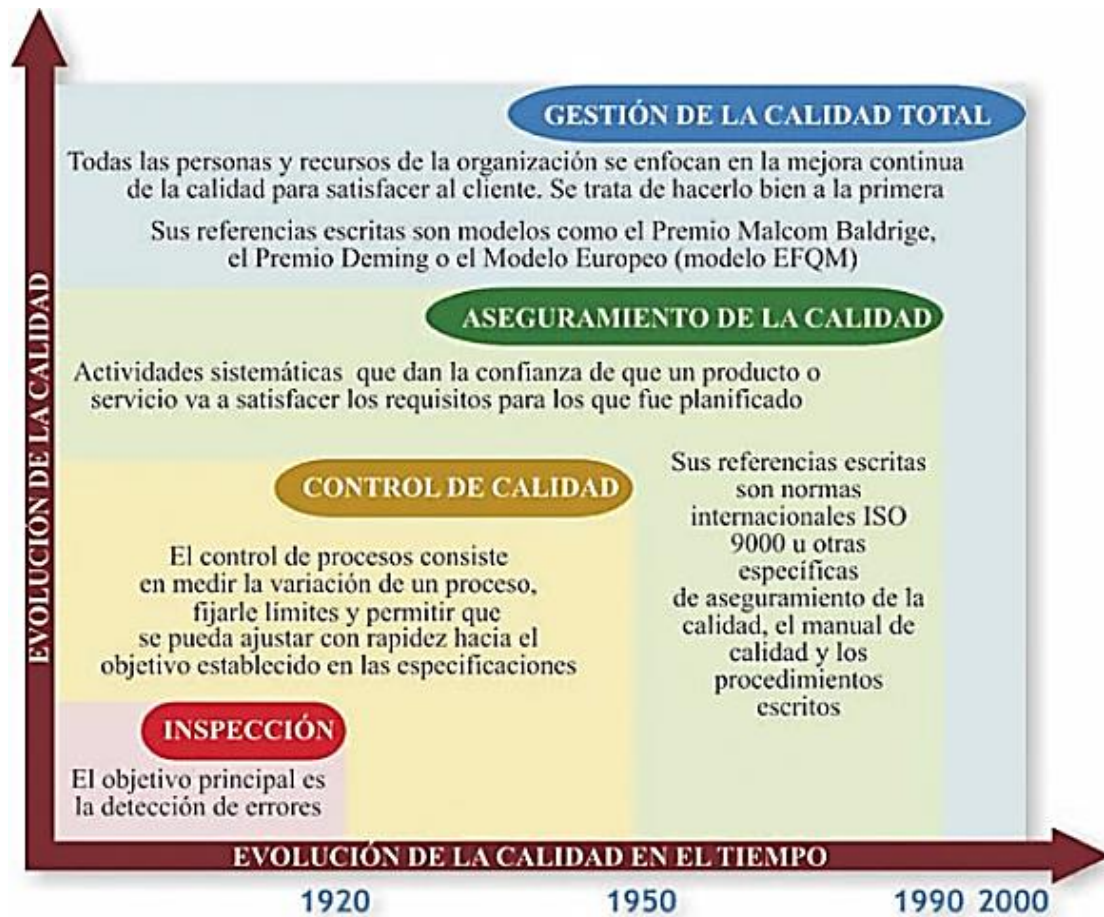 GESTIÓN DE LA CALIDAD TOTAL
Todas las personas y recursos de la organización se enfocan en la mejora continua
de la calidad para satisfacer al cliente. Se trata de hacerlo bien a la primera
Sus referencias escritas son modelos como el Premio Malcom Baldrige,
el Premio Deming o el Modelo Europeo (modelo EFQM)
ASEGURAMIENTO DE LA CALIDAD
Actividades sistemáticas que dan la confianza de que un producto o
servicio va a satisfacer los requisitos para los que fue planificado
Sus referencias escritas
son normas
internacionales ISO
9000 u otras
específicas
de aseguramiento de la
calidad, el manual de
calidad y los
procedimientos
escritos
CONTROL DE CALIDAD
El control de procesos consiste
en medir la variación de un proceso,
fijarle limites y permitir que
se pueda ajustar con rapidez hacia el
objetivo establecido en las especificaciones
INSPECCIÓN
El objetivo principal es
la detección de errores
EVOLUCIÓN DE LA CALIDAD
EVOLUCIÓN DE LA CALIDAD EN EL TIEMPO
1920 1950 1990 2000